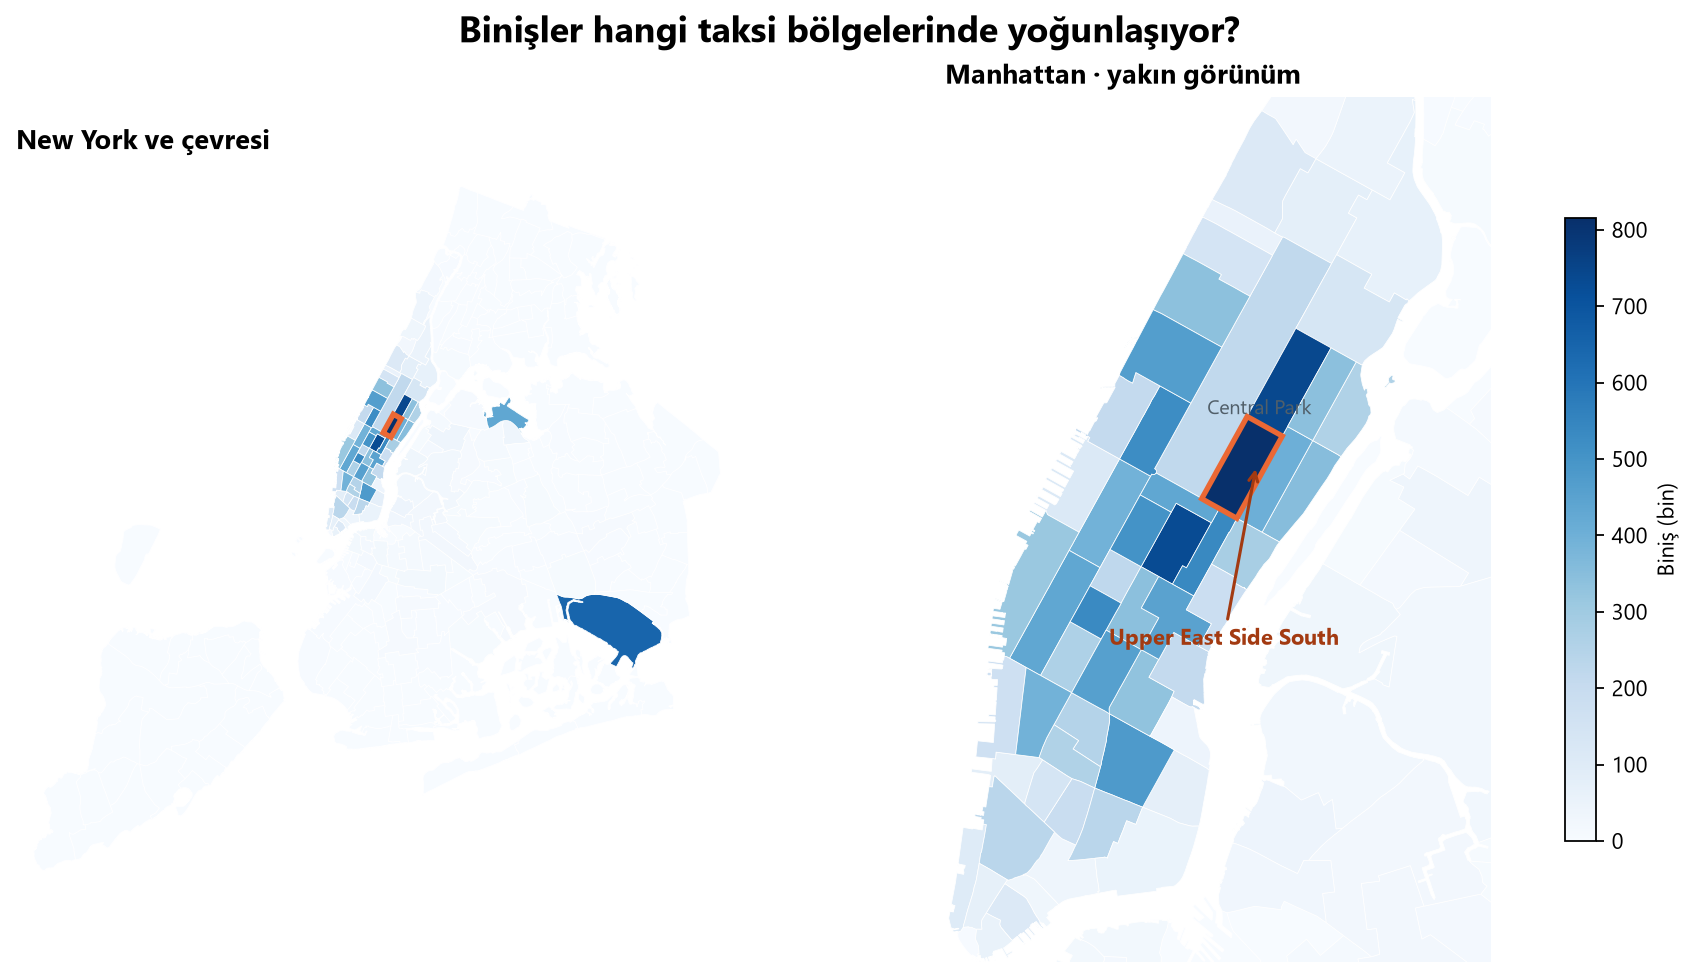 Binişler hangi taksi bölgelerinde yoğunlaşıyor?
Manhattan · yakın görünüm
New York ve çevresi
Central Park
Upper East Side South
800
700
600
500
400
300
200
100
0
Biniş (bin)